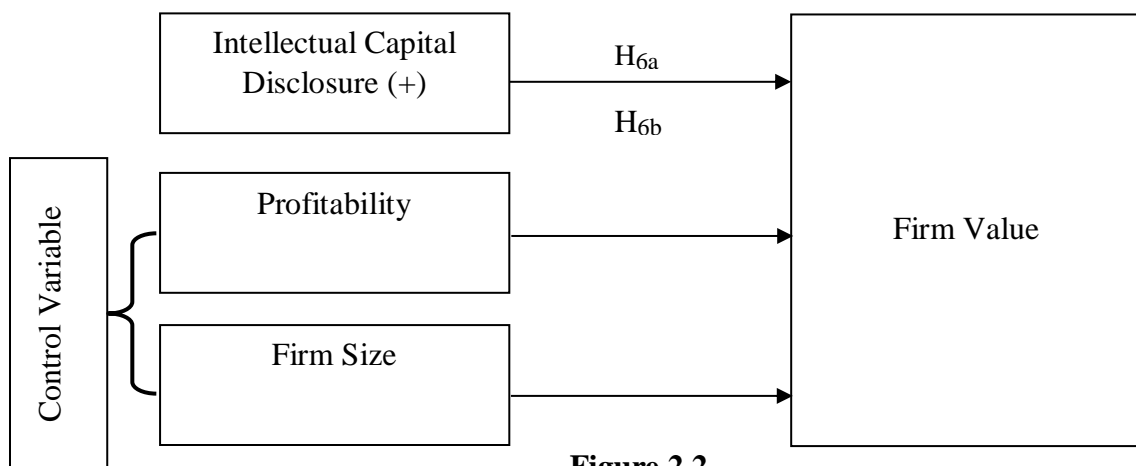 Intellectual Capital
Disclosure (+)
H6a
H6b
Profitability
Firm Value
Control Variable
Firm Size
Figure 2.2